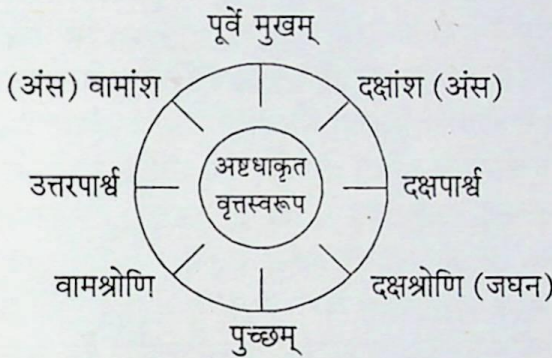 पूर्वे मुखम्
(अंस) वामांश
दक्षांश (अंस)
अष्टधाकृत
वृत्तस्वरूप
उत्तरपार्श्व
दक्षपार्श्व
वामश्रोणि
दक्षश्रोणि (जघन)
पुच्छम्